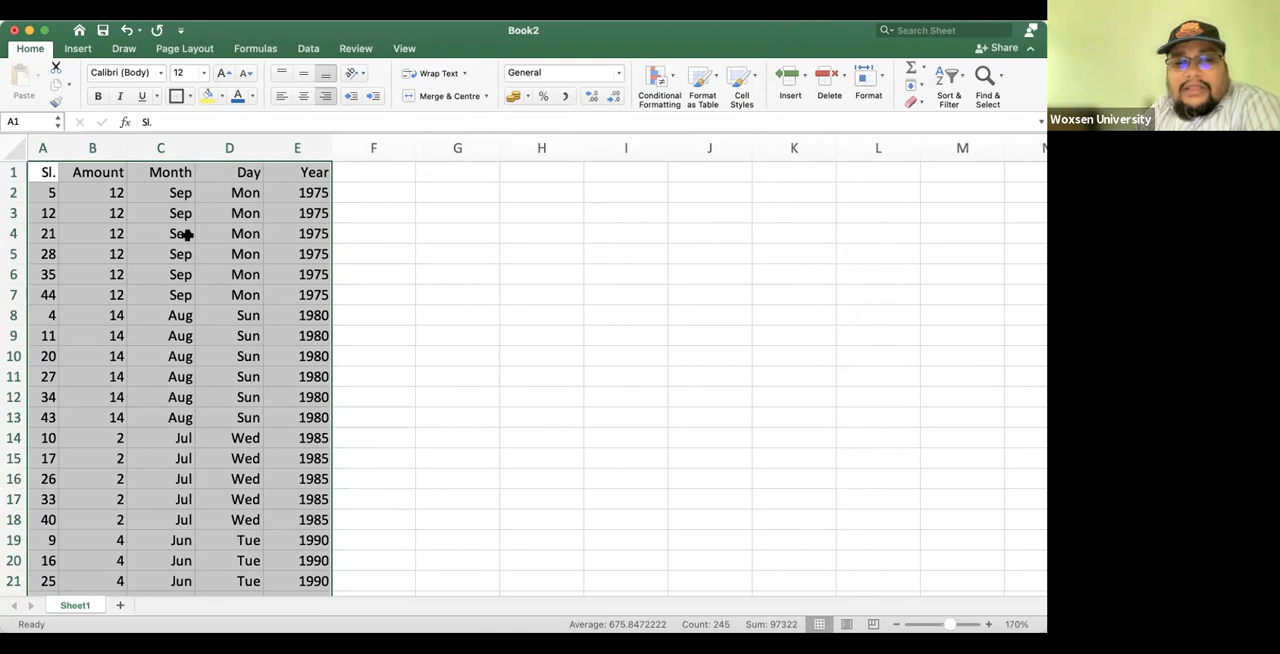 Book2
Search Sheet
Home Insert Draw Page Layout Formulas Data Review View
Share
Paste
Calibri (Body) 12 A A
B I U A
Wrap Text
Merge & Centre
General
%
Conditional Formatting
Format as Table
Cell Styles
Insert
Delete
Format
Sort & Filter
Find & Select
A1 fx Sl.
A B C D E F G H I J K L M N
1 Sl. Amount Month Day Year
2 5 12 Sep Mon 1975
3 12 12 Sep Mon 1975
4 21 12 Sep Mon 1975
5 28 12 Sep Mon 1975
6 35 12 Sep Mon 1975
7 44 12 Sep Mon 1975
8 4 14 Aug Sun 1980
9 11 14 Aug Sun 1980
10 20 14 Aug Sun 1980
11 27 14 Aug Sun 1980
12 34 14 Aug Sun 1980
13 43 14 Aug Sun 1980
14 10 2 Jul Wed 1985
15 17 2 Jul Wed 1985
16 26 2 Jul Wed 1985
17 33 2 Jul Wed 1985
18 40 2 Jul Wed 1985
19 9 4 Jun Tue 1990
20 16 4 Jun Tue 1990
21 25 4 Jun Tue 1990
Sheet1 +
Ready Average: 675.8472222 Count: 245 Sum: 97322 170%
Woxsen University